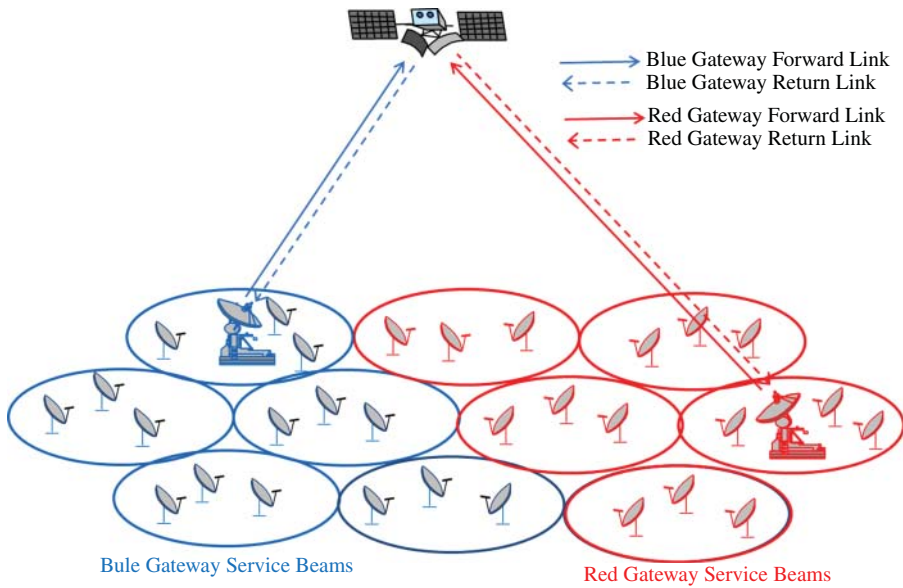 Blue Gateway Forward Link
Blue Gateway Return Link
Red Gateway Forward Link
Red Gateway Return Link
Bule Gateway Service Beams
Red Gateway Service Beams